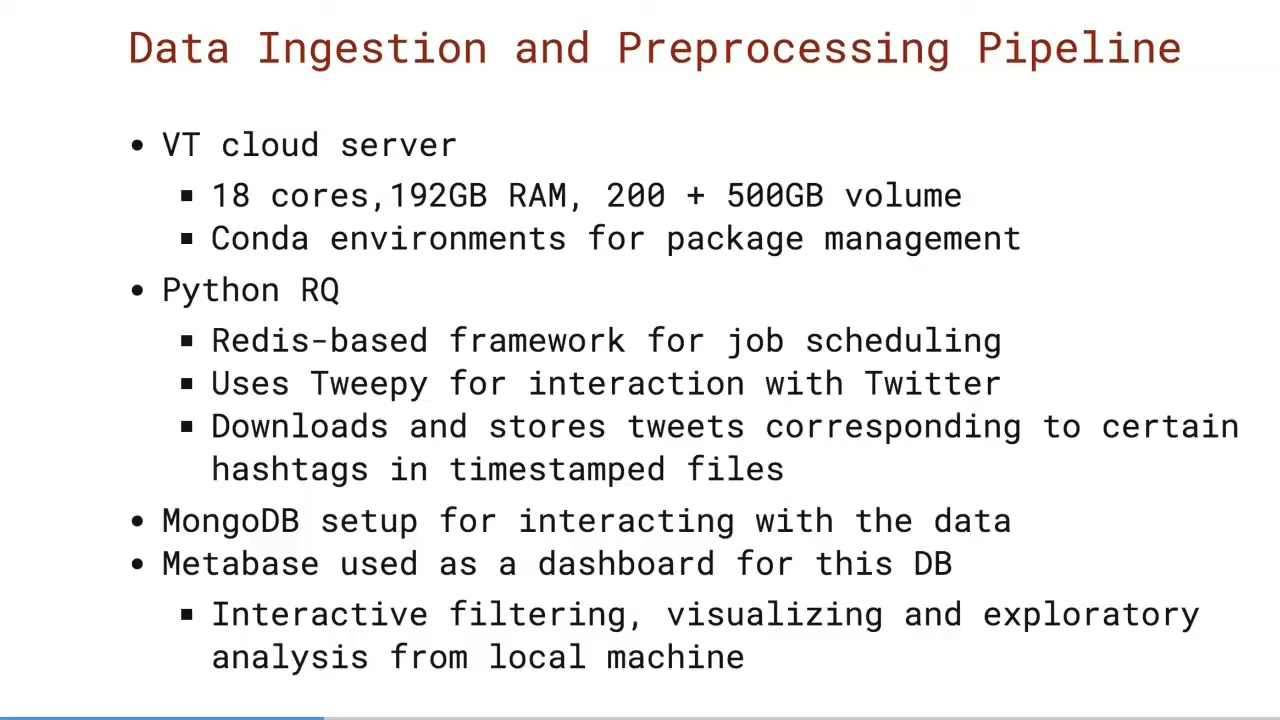 Data Ingestion and Preprocessing Pipeline
• VT cloud server
▪ 18 cores,192GB RAM, 200 + 500GB volume
▪ Conda environments for package management
• Python RQ
▪ Redis-based framework for job scheduling
▪ Uses Tweepy for interaction with Twitter
▪ Downloads and stores tweets corresponding to certain
hashtags in timestamped files
• MongoDB setup for interacting with the data
• Metabase used as a dashboard for this DB
▪ Interactive filtering, visualizing and exploratory
analysis from local machine